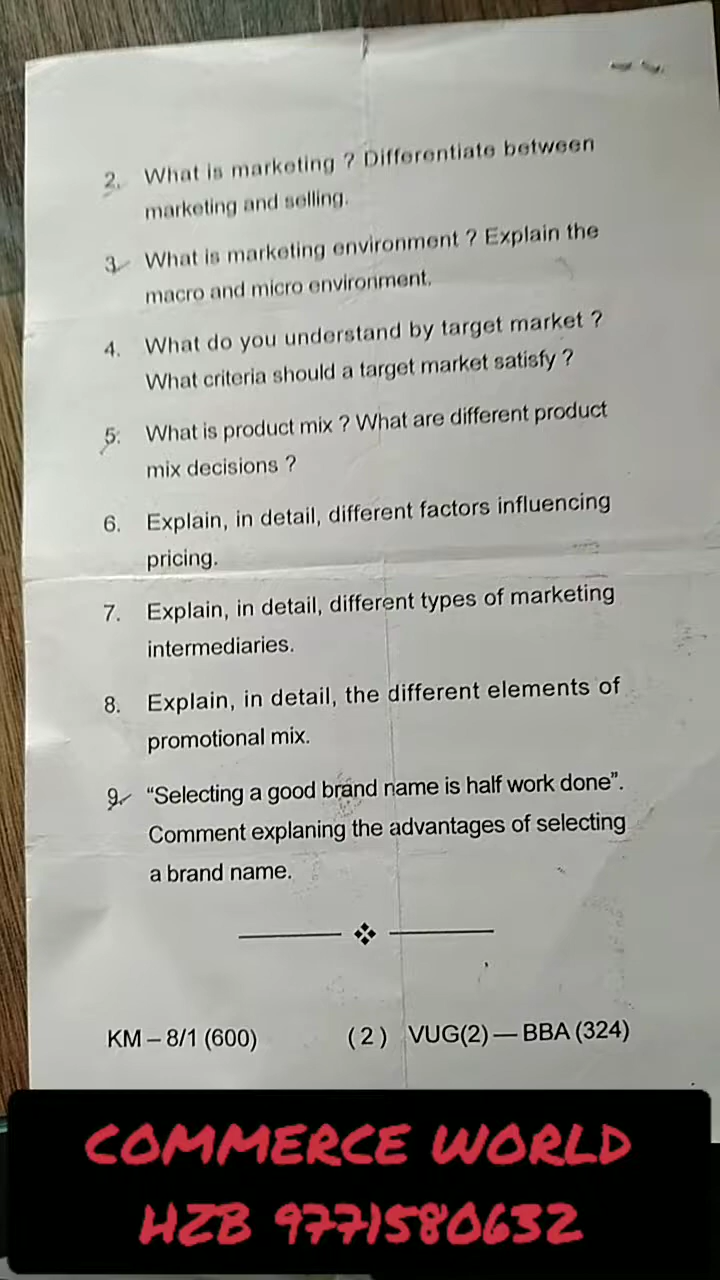 2. What is marketing ? Differentiate between
marketing and selling.
3. What is marketing environment ? Explain the
macro and micro environment.
4. What do you understand by target market ?
What criteria should a target market satisfy ?
5. What is product mix ? What are different product
mix decisions ?
6. Explain, in detail, different factors influencing
pricing.
7. Explain, in detail, different types of marketing
intermediaries.
8. Explain, in detail, the different elements of
promotional mix.
9. “Selecting a good brand name is half work done”.
Comment explaning the advantages of selecting
a brand name.
KM – 8/1 (600) ( 2 ) VUG(2) — BBA (324)
COMMERCE WORLD
HZB 9771580632